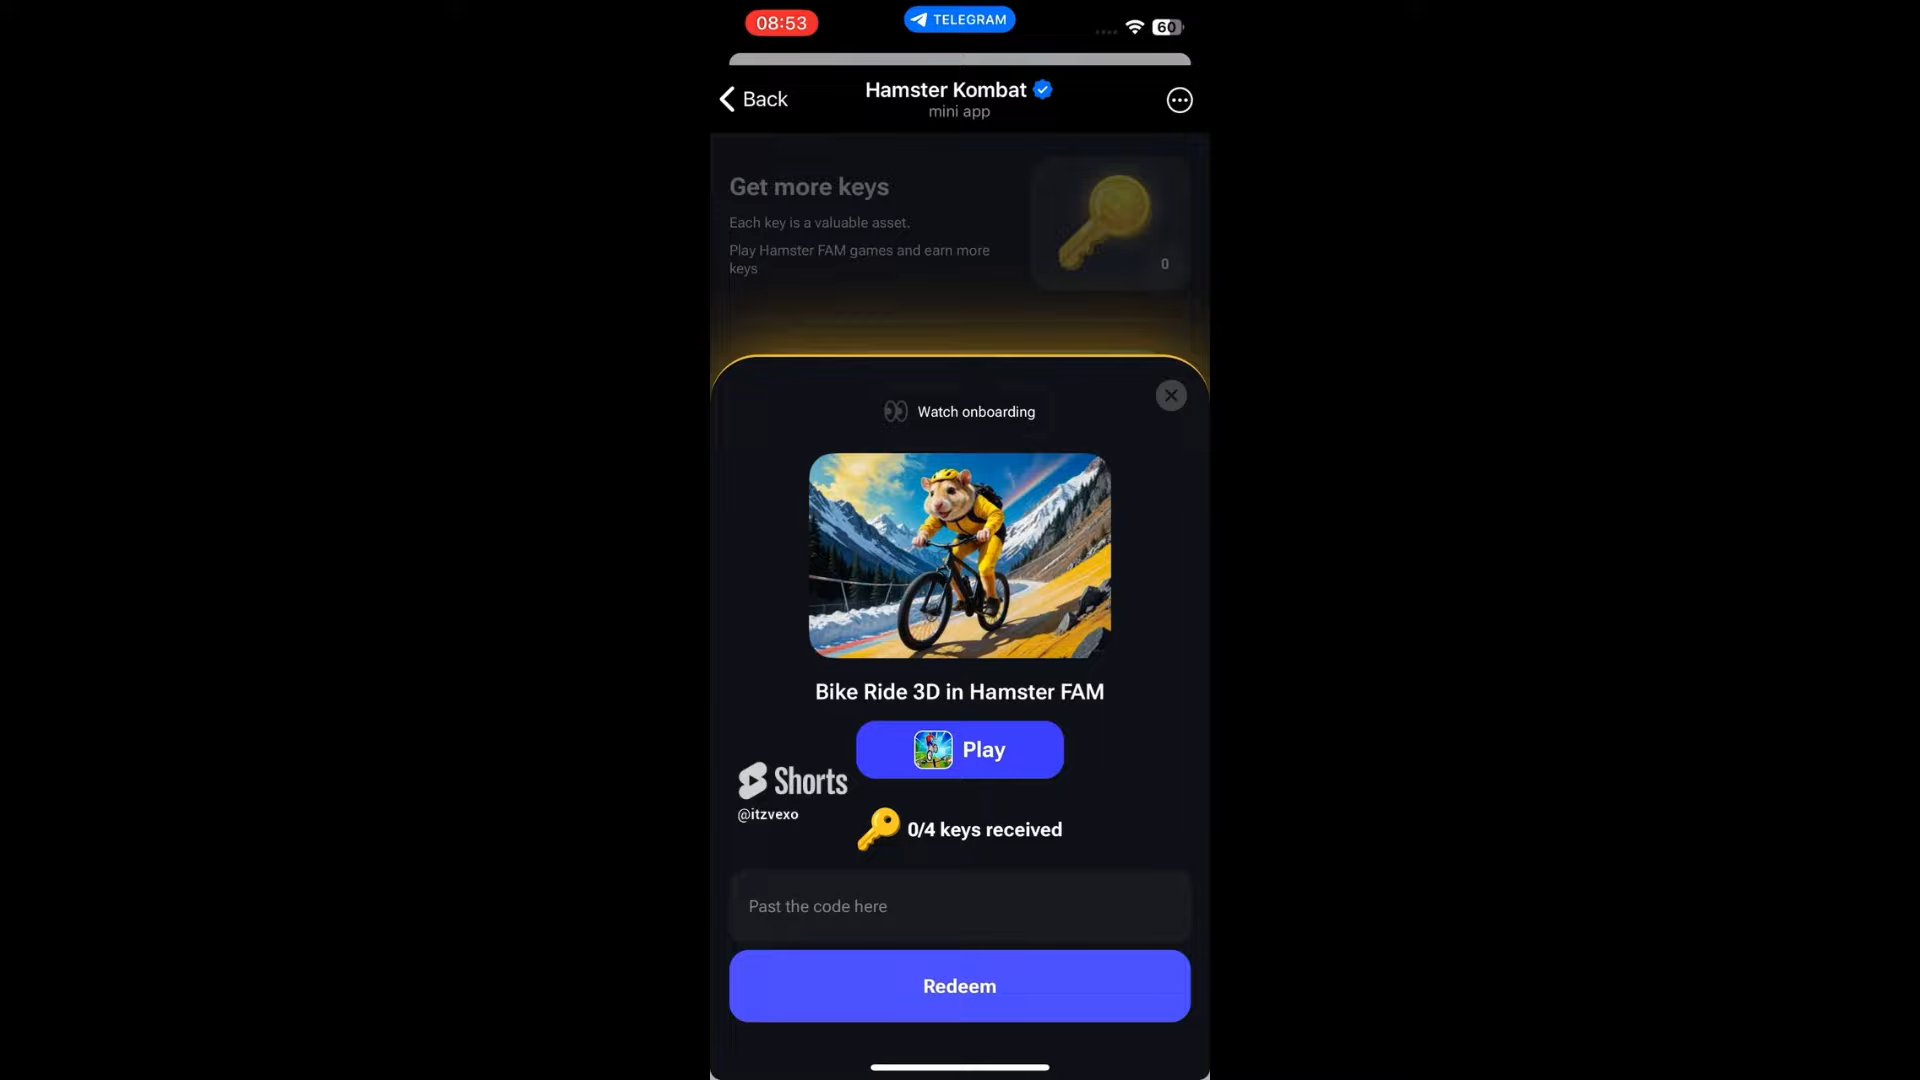 08:53
TELEGRAM
60
Back
Hamster Kombat
mini app
Get more keys
Each key is a valuable asset.
Play Hamster FAM games and earn more
keys
0
Watch onboarding
Bike Ride 3D in Hamster FAM
Play
Shorts
@itzvexo
0/4 keys received
Past the code here
Redeem